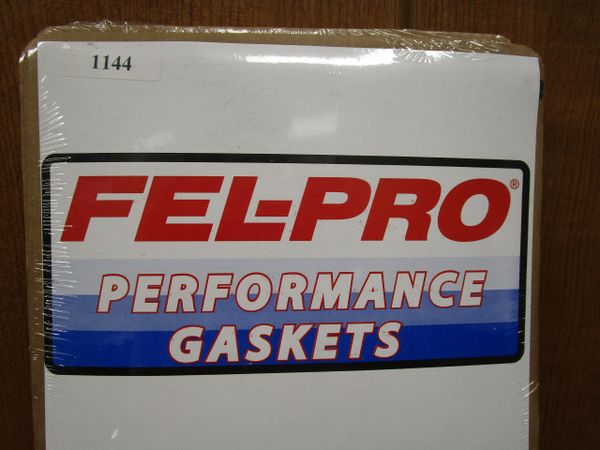 1144
FEL-PRO®
PERFORMANCE
GASKETS